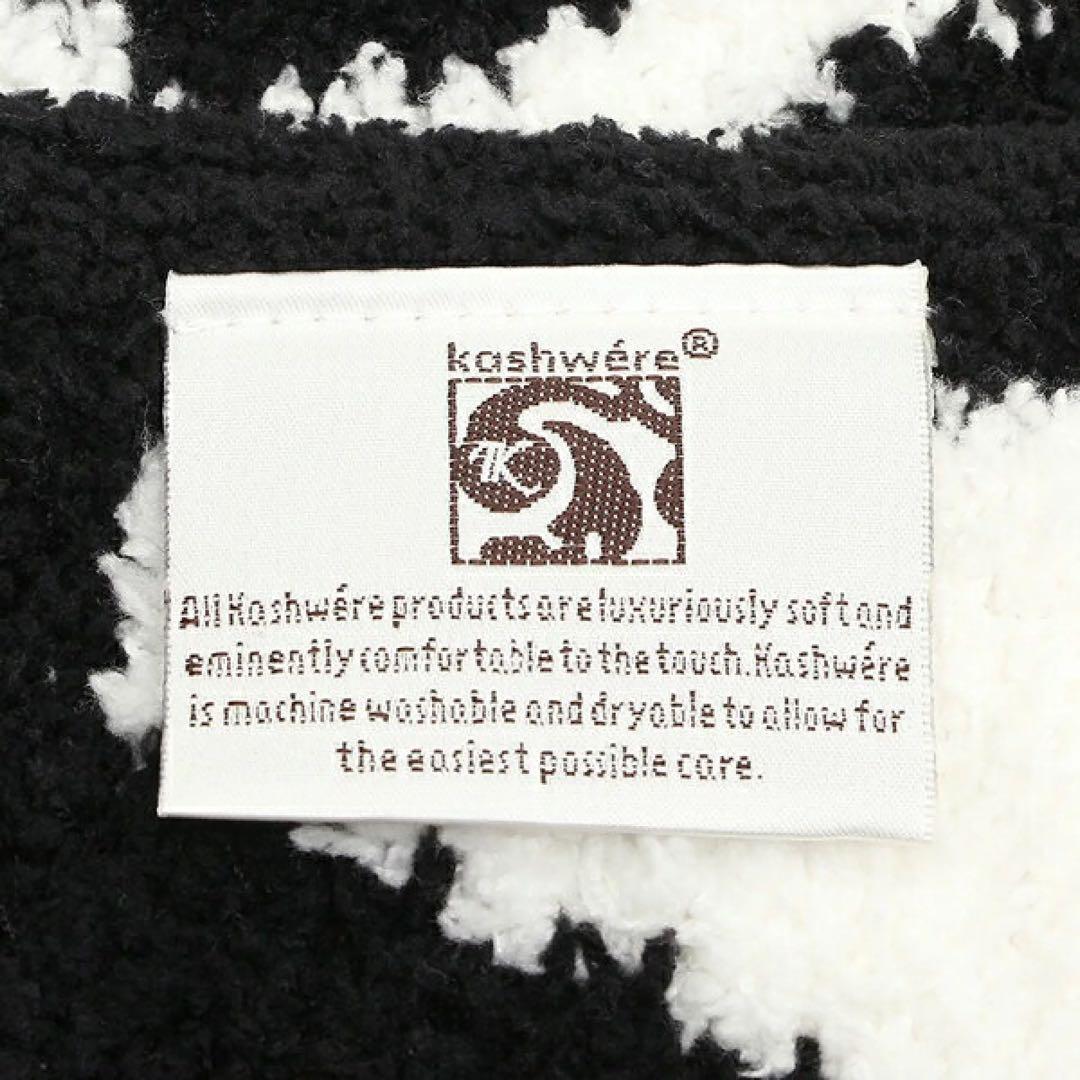 kashwére®
K
All Kashwére products are luxuriously soft and
eminently comfortable to the touch. Kashwére
is machine washable and dryable to allow for
the easiest possible care.